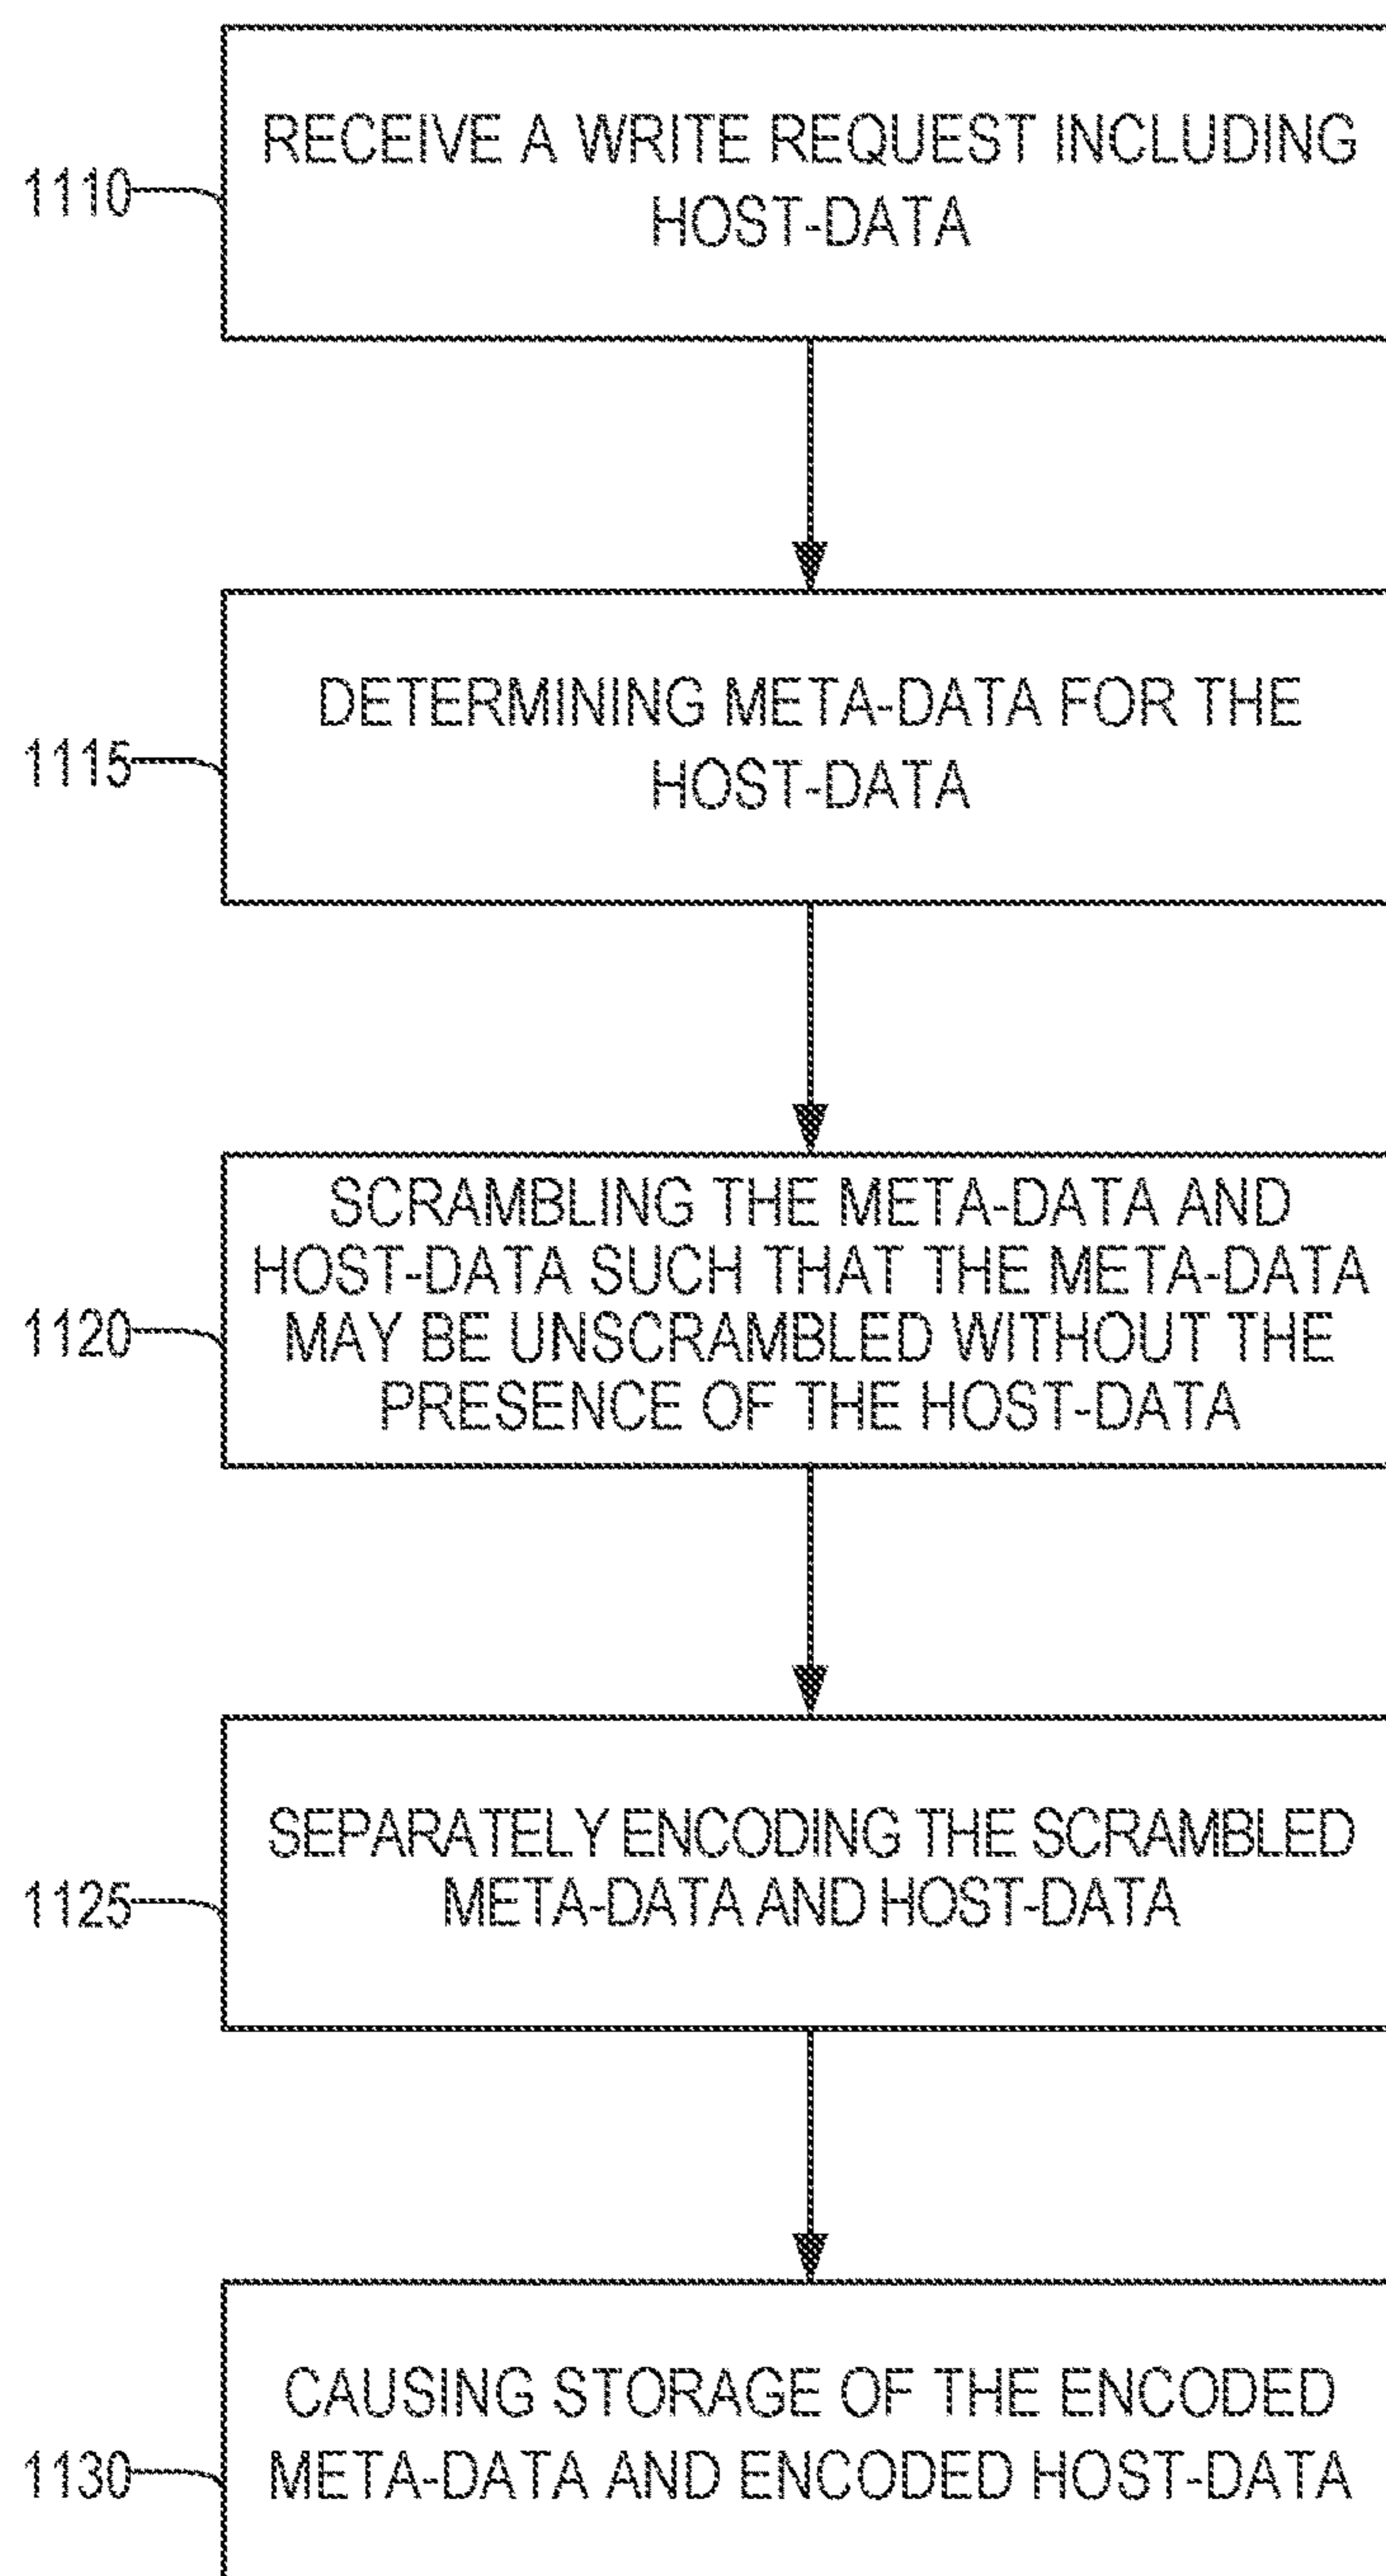 RECEIVE A WRITE REQUEST INCLUDING
1110
HOST-DATA
DETERMINING META-DATA FOR THE
1115
HOST-DATA
SCRAMBLING THE META-DATA AND
HOST-DATA SUCH THAT THE META-DATA
1120
MAY BE UNSCRAMBLED WITHOUT THE
PRESENCE OF THE HOST-DATA
SEPARATELY ENCODING THE SCRAMBLED
1125
META-DATA AND HOST-DATA
CAUSING STORAGE OF THE ENCODED
1130
META-DATA AND ENCODED HOST-DATA